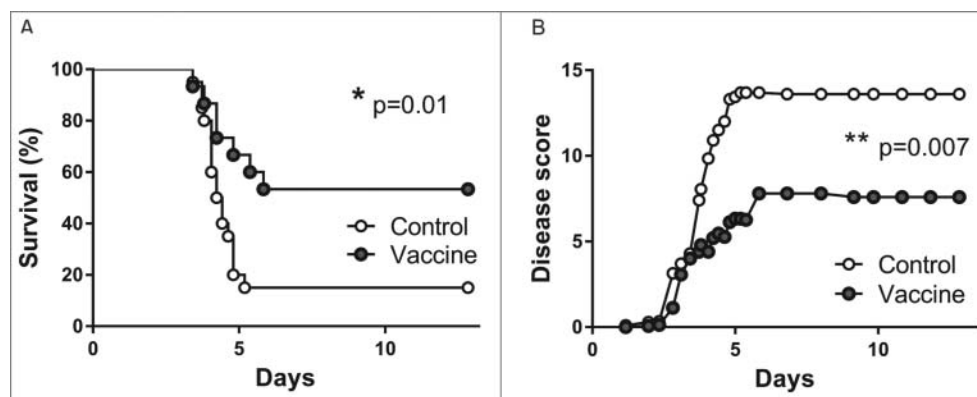 A
Survival (%)
100
80
60
40
20
0
0 5 10
Days
* p=0.01
Control
Vaccine
B
Disease score
15
10
5
0
0 5 10
Days
** p=0.007
Control
Vaccine